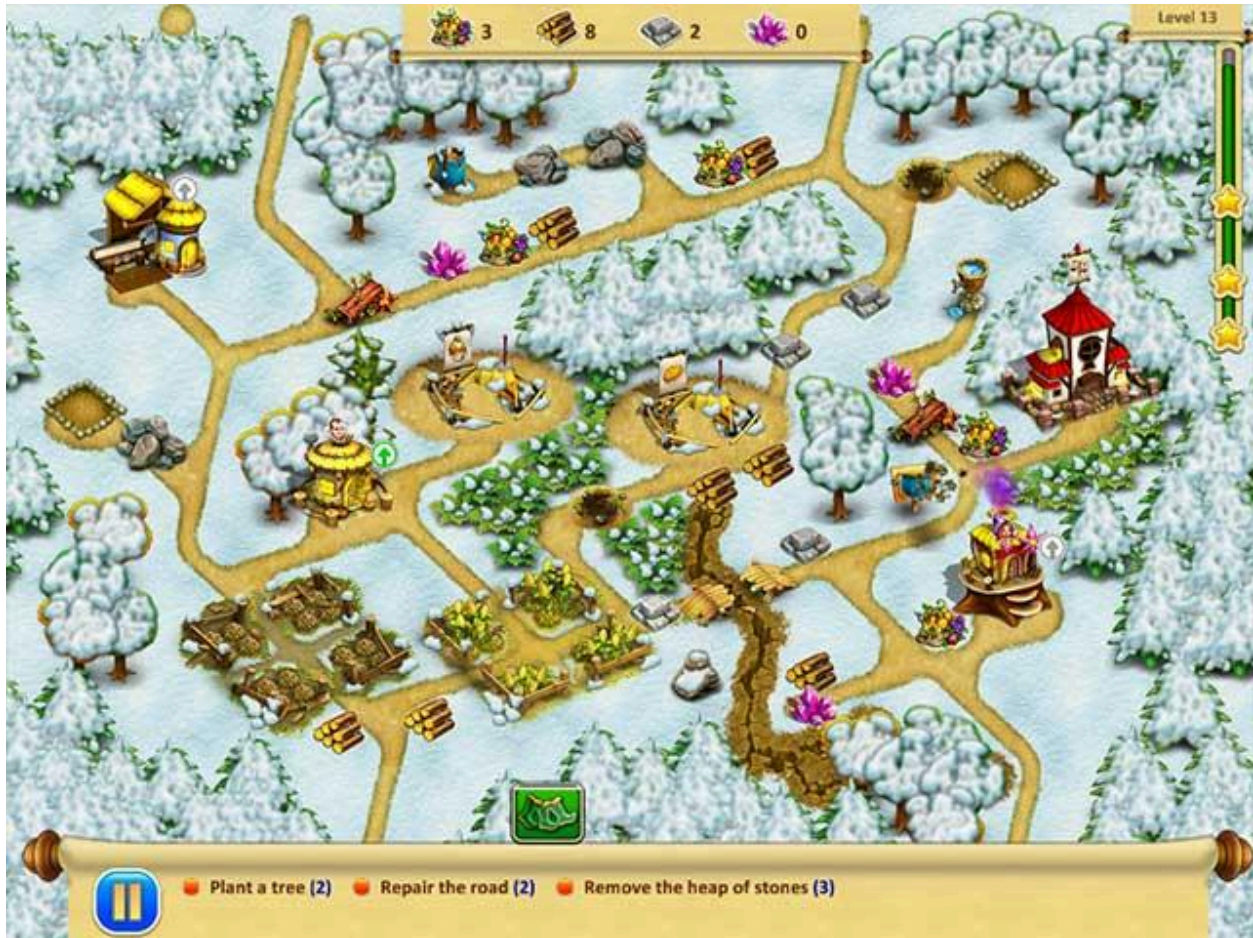 3 8 2 0
Level 13
Plant a tree (2) Repair the road (2) Remove the heap of stones (3)